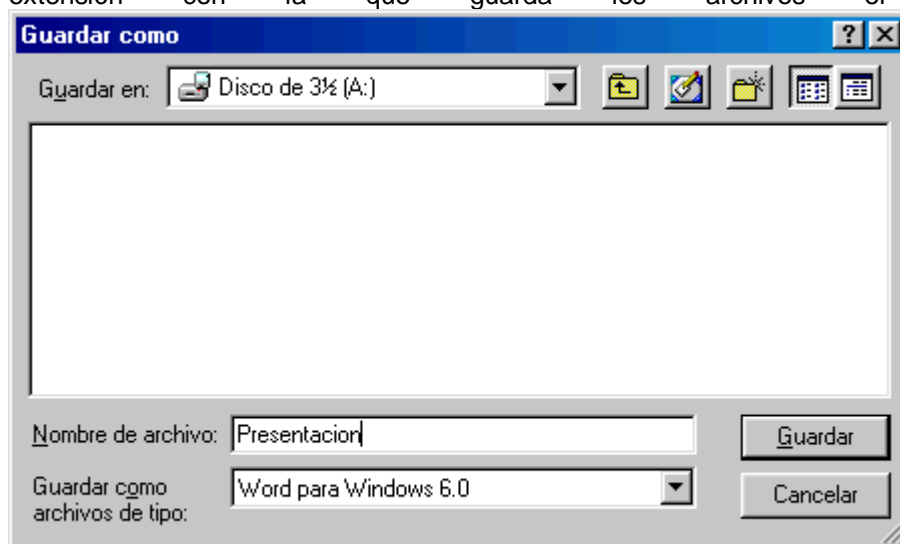 extensión con la que guarda los archivos el
Guardar como
Guardar en: Disco de 3½ (A:)
Nombre de archivo: Presentacion
Guardar
Guardar como
archivos de tipo: Word para Windows 6.0
Cancelar